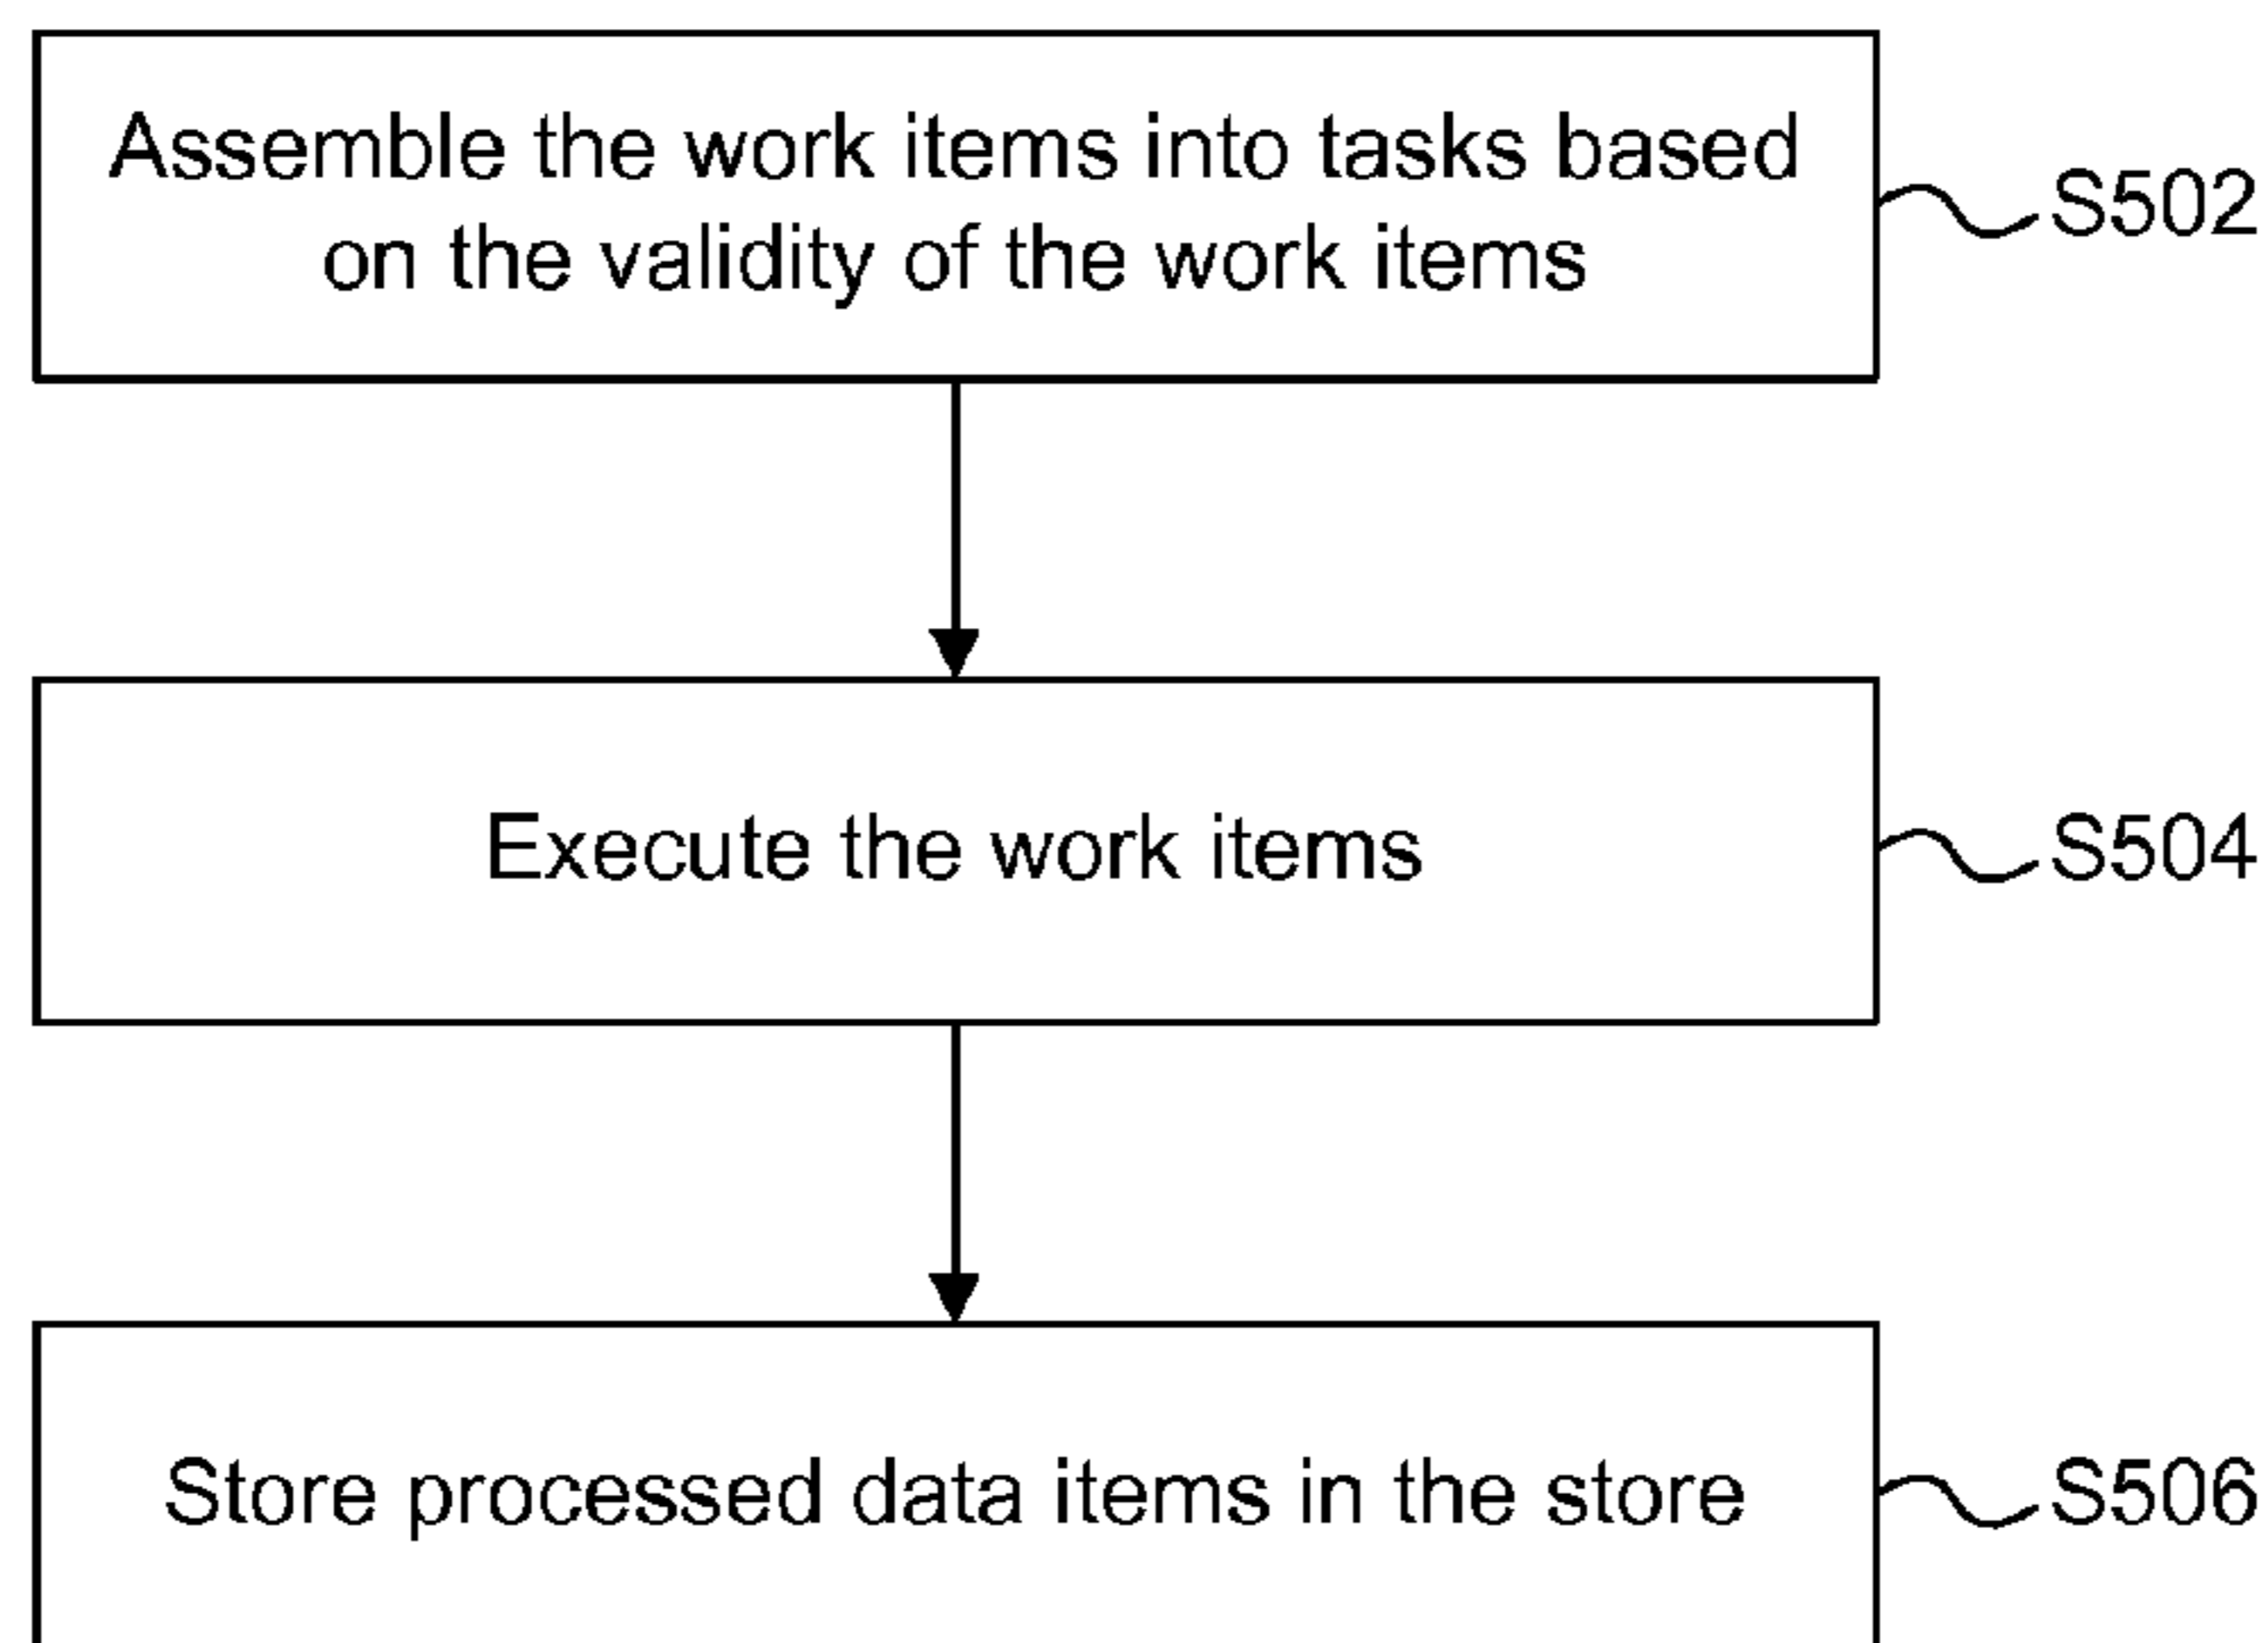 Assemble the work items into tasks based
on the validity of the work items
S502
Execute the work items
S504
Store processed data items in the store
S506